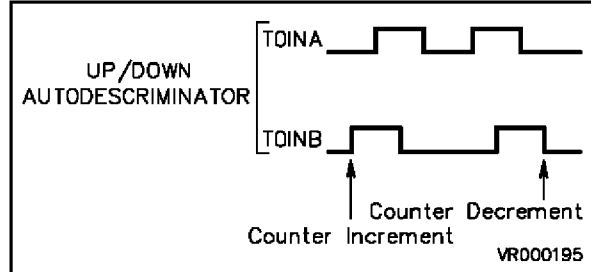 TOINA
UP/DOWN
AUTODESCRIMINATOR
TOINB
Counter Decrement
Counter Increment
VR000195